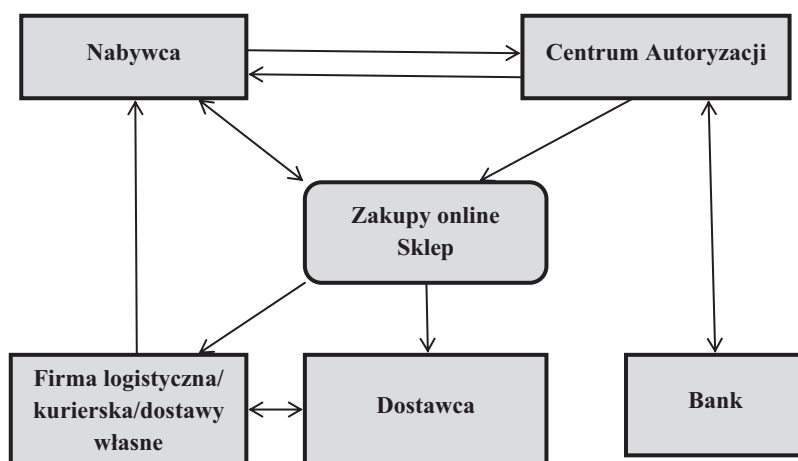 Nabywca
Centrum Autoryzacji
Zakupy online
Sklep
Firma logistyczna/
kurierska/dostawy
własne
Dostawca
Bank